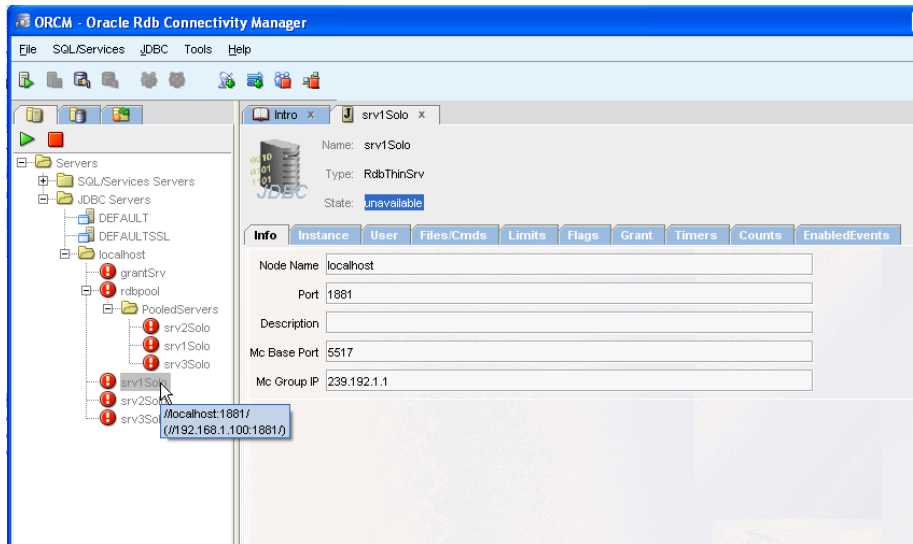 ORCM - Oracle Rdb Connectivity Manager
File SQL/Services JDBC Tools Help
Intro x srv1Solo x
Servers
SQL/Services Servers
JDBC Servers
DEFAULT
DEFAULTSSL
localhost
grantSrv
rdbpool
PooledServers
srv2Solo
srv1Solo
srv3Solo
srv1Solo
srv2So
srv3Sol
//localhost:1881/
(//192.168.1.100:1881/)
JDBC
Name: srv1Solo
Type: RdbThinSrv
State: unavailable
Info Instance User Files/Cmds Limits Flags Grant Timers Counts EnabledEvents
Node Name localhost
Port 1881
Description
Mc Base Port 5517
Mc Group IP 239.192.1.1